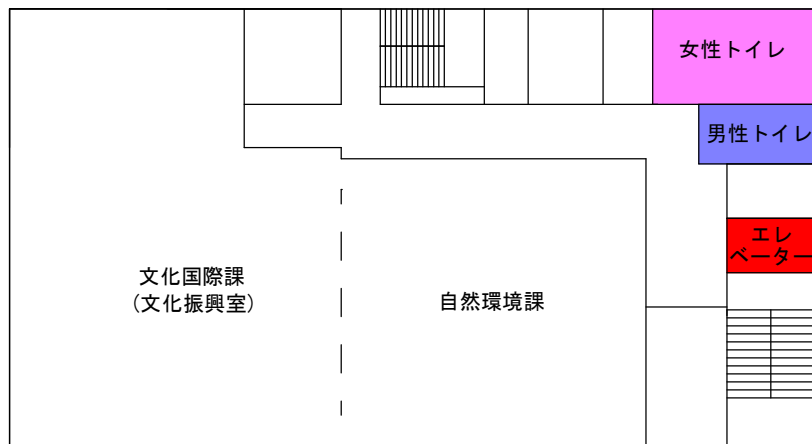 女性トイレ
男性トイレ
エレ
ベーター
文化国際課
(文化振興室)
自然環境課